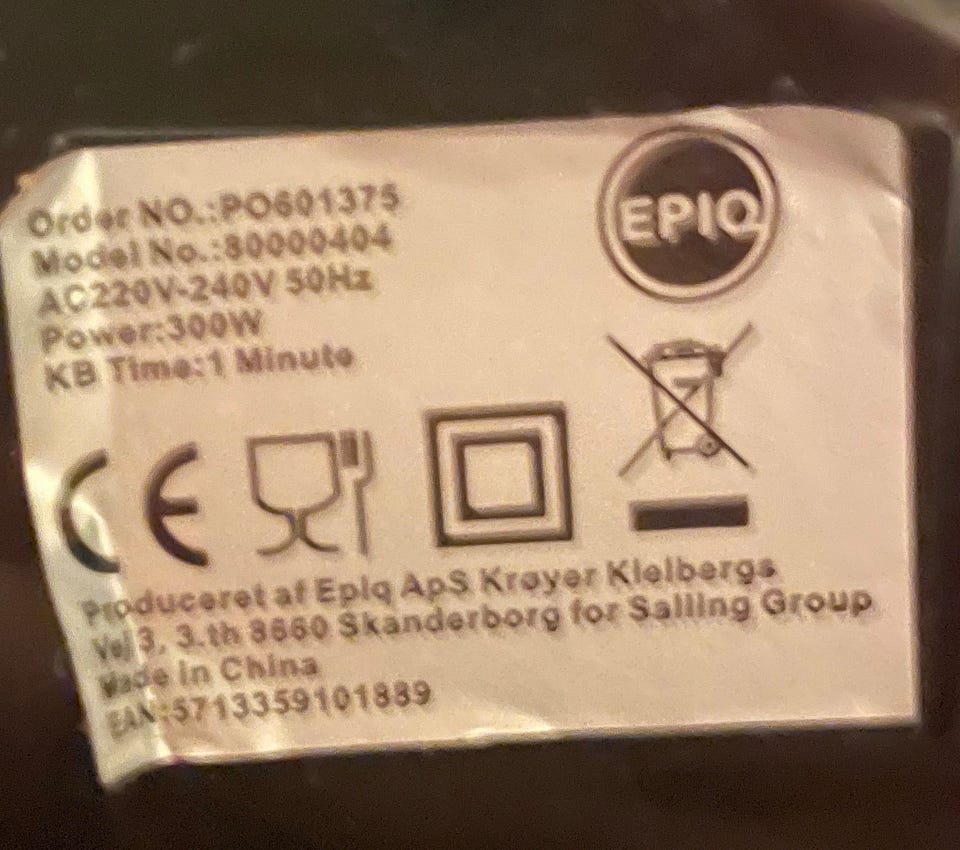 EPIQ
Order NO.:PO601375
Model No.:80000404
AC220V-240V 50Hz
Power:300W
KB Time:1 Minute
CE
Produceret af Epiq ApS Krøyer Kielbergs
Vej 3, 3.th 8660 Skanderborg for Salling Group
Made in China
EAN:5713359101889